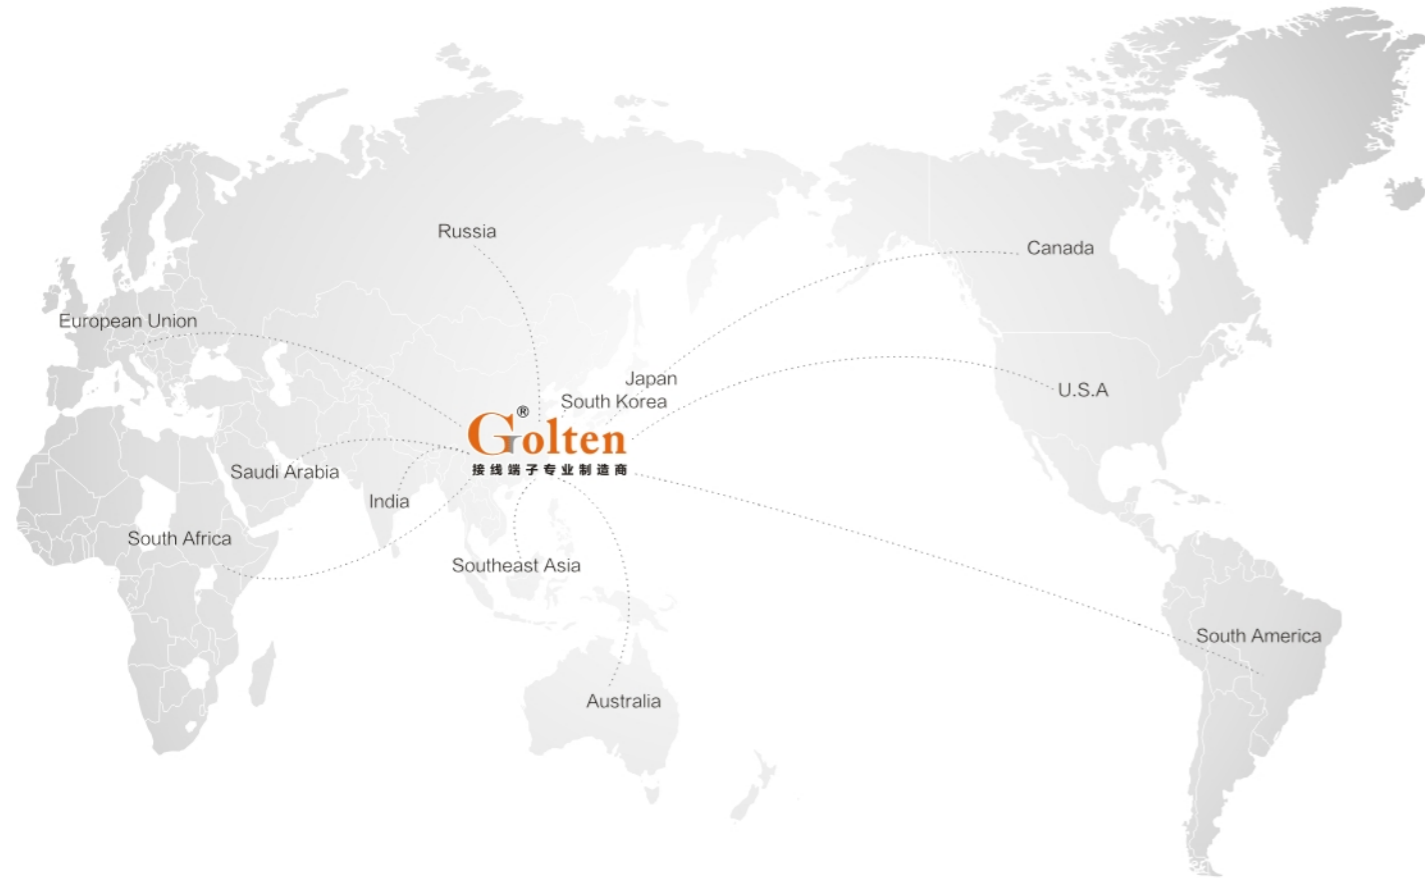 Russia
Canada
European Union
Japan
U.S.A
South Korea
Golten®
接线端子专业制造商
Saudi Arabia
India
South Africa
Southeast Asia
South America
Australia